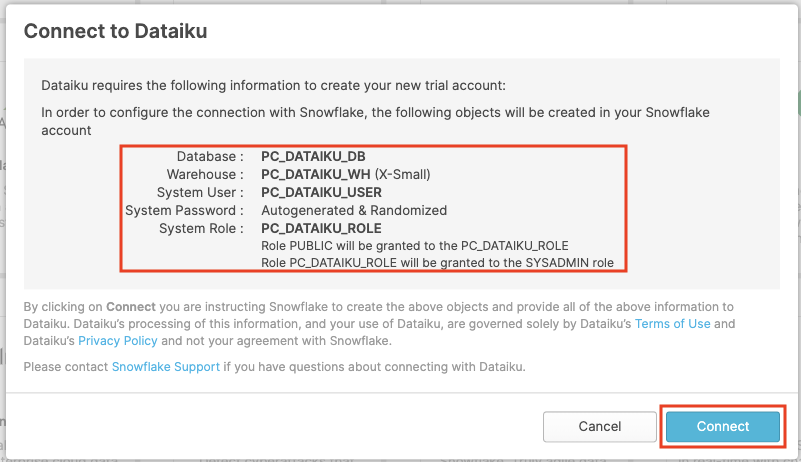 Connect to Dataiku
Dataiku requires the following information to create your new trial account:
In order to configure the connection with Snowflake, the following objects will be created in your Snowflake
account
Database : PC_DATAIKU_DB
Warehouse : PC_DATAIKU_WH (X-Small)
System User : PC_DATAIKU_USER
System Password : Autogenerated & Randomized
System Role : PC_DATAIKU_ROLE
Role PUBLIC will be granted to the PC_DATAIKU_ROLE
Role PC_DATAIKU_ROLE will be granted to the SYSADMIN role
By clicking on Connect you are instructing Snowflake to create the above objects and provide all of the above information to
Dataiku. Dataiku's processing of this information, and your use of Dataiku, are governed solely by Dataiku's Terms of Use and
Dataiku's Privacy Policy and not your agreement with Snowflake.
Please contact Snowflake Support if you have questions about connecting with Dataiku.
Cancel Connect